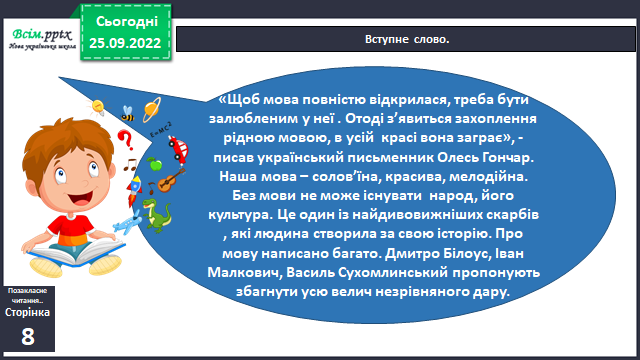 Всім.pptx
Нова українська школа
Сьогодні
25.09.2022
Вступне слово.
«Щоб мова повністю відкрилася, треба бути
залюбленим у неї . Отоді з’явиться захоплення
рідною мовою, в усій красі вона заграє», -
писав український письменник Олесь Гончар.
Наша мова – солов’їна, красива, мелодійна.
Без мови не може існувати народ, його
культура. Це один із найдивовижніших скарбів
, які людина створила за свою історію. Про
мову написано багато. Дмитро Білоус, Іван
Малкович, Василь Сухомлинський пропонують
збагнути усю велич незрівняного дару.
E=MC²
Позакласне
читання..
Сторінка
8